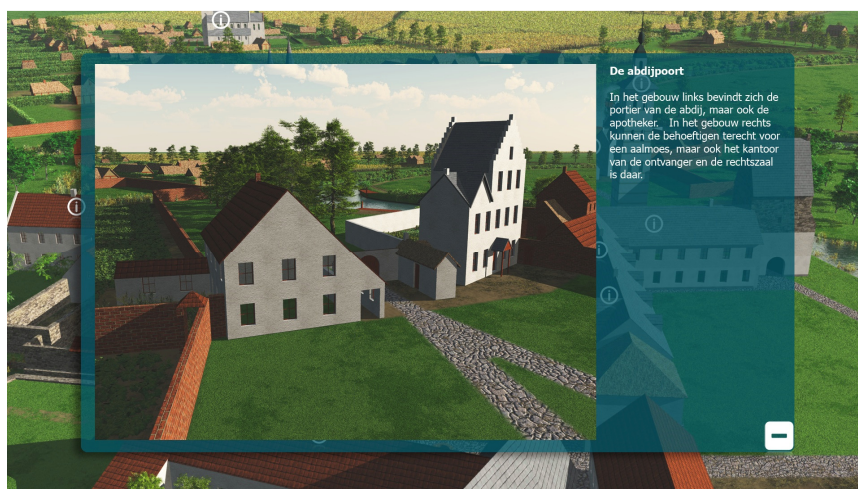 De abdijpoort
In het gebouw links bevindt zich de
portier van de abdij, maar ook de
apotheker.   In het gebouw rechts
kunnen de behoeftigen terecht voor
een aalmoes, maar ook het kantoor
van de ontvanger en de rechtszaal
is daar.